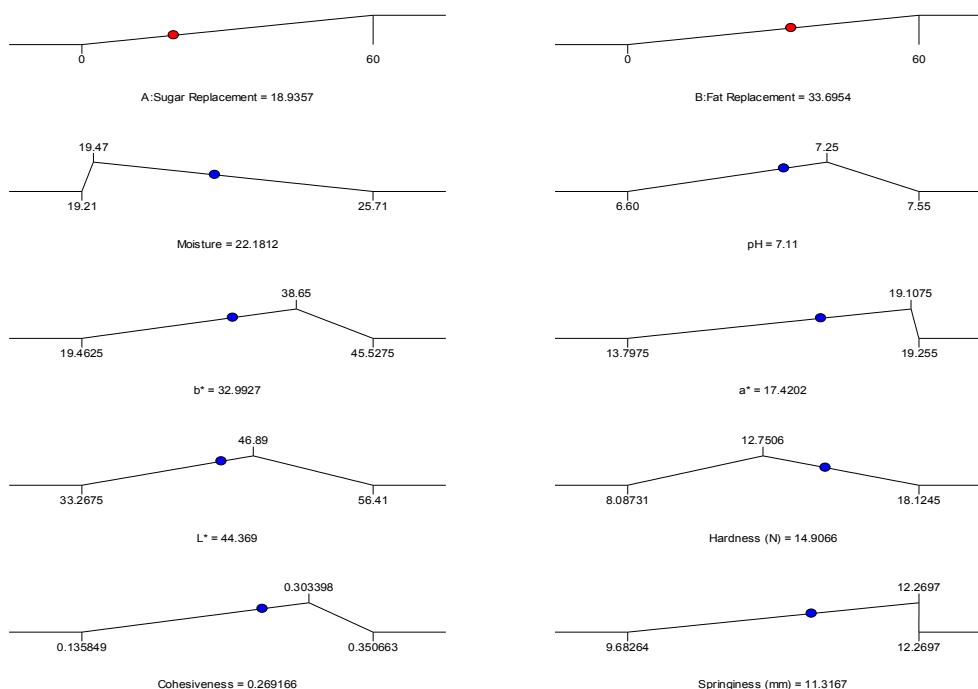 0 60
A:Sugar Replacement = 18.9357
0 60
B:Fat Replacement = 33.6954
19.47
19.21 25.71
Moisture = 22.1812
7.25
6.60 7.55
pH = 7.11
38.65
19.4625 45.5275
b* = 32.9927
19.1075
13.7975 19.255
a* = 17.4202
46.89
33.2675 56.41
L* = 44.369
12.7506
8.08731 18.1245
Hardness (N) = 14.9066
0.303398
0.135849 0.350663
Cohesiveness = 0.269166
12.2697
9.68264 12.2697
Springiness (mm) = 11.3167